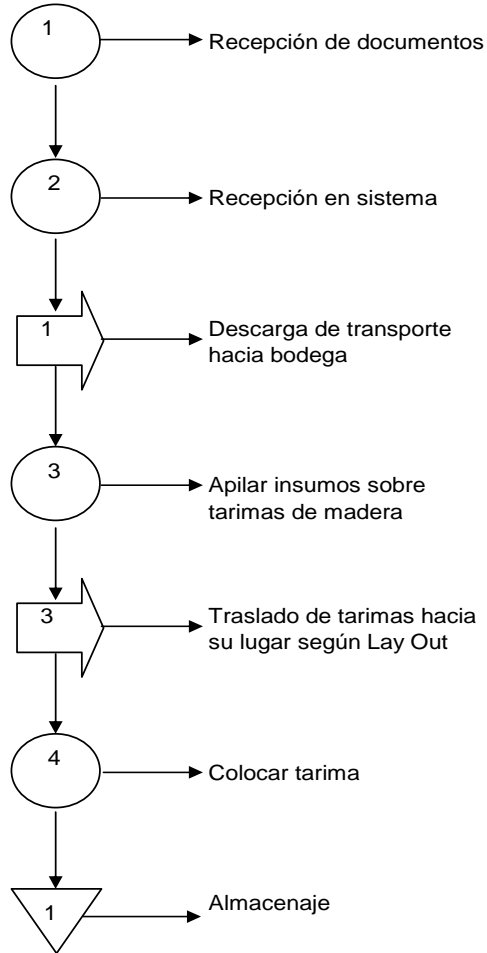 1
Recepción de documentos
2
Recepción en sistema
1
Descarga de transporte
hacia bodega
3
Apilar insumos sobre
tarimas de madera
3
Traslado de tarimas hacia
su lugar según Lay Out
4
Colocar tarima
1
Almacenaje